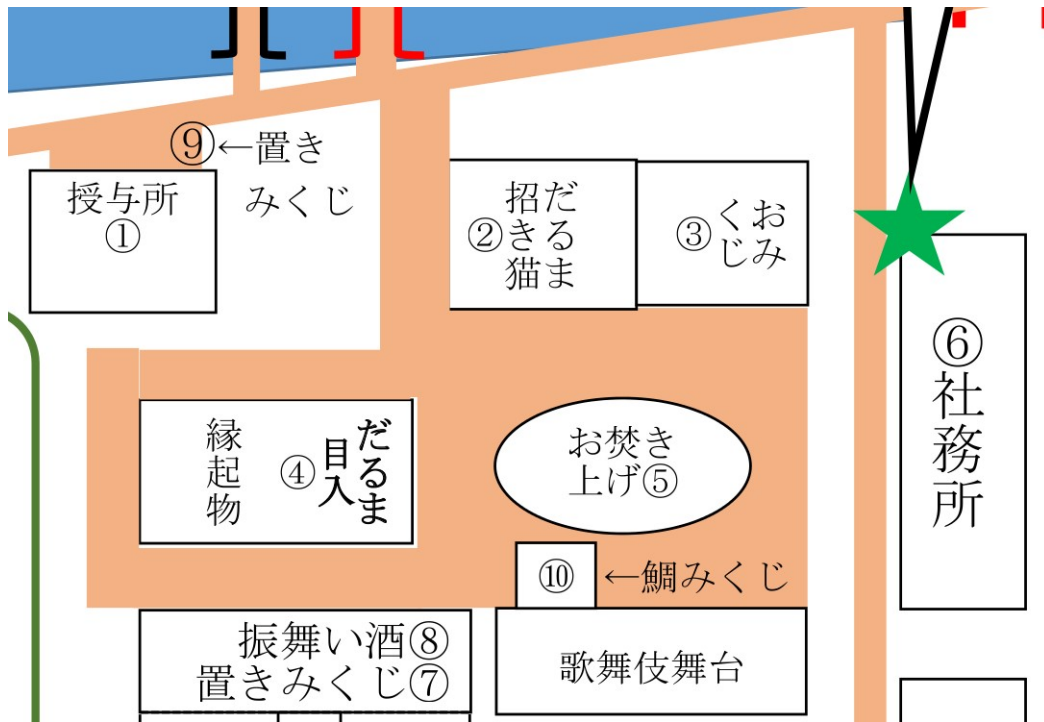 ⑨←置き
みくじ
授与所
①
だるま
招き猫
②
おみ
くじ
③
⑥社務所
だるま
目入
④
縁起物
お焚き
上げ⑤
⑩
←鯛みくじ
振舞い酒⑧
置きみくじ⑦
歌舞伎舞台